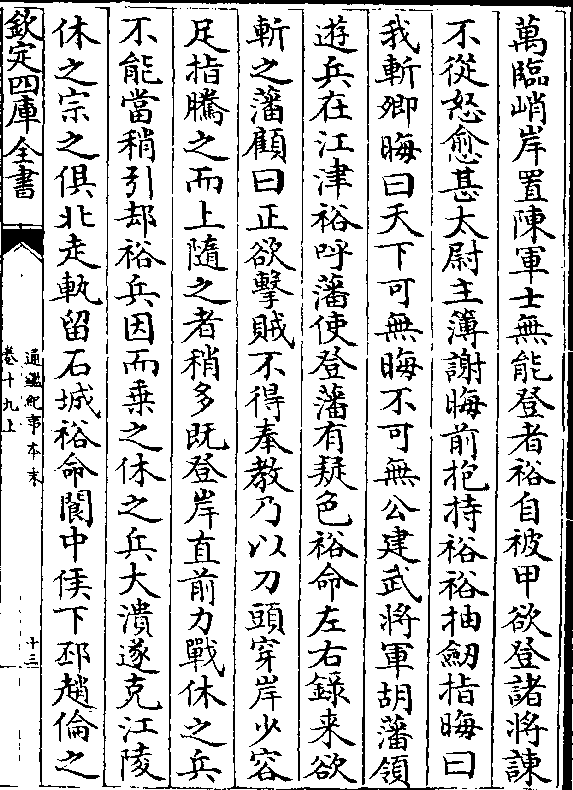 萬臨峭岸置陳軍士無能登者裕自被甲欲登諸將諫
不從怒愈甚太尉主簿謝晦前抱持裕裕抽劒指晦曰
我斬卿晦曰天下可無晦不可無公建武將軍胡藩領
遊兵在江津裕呼藩使登藩有疑色裕命左右錄来欲
斬之藩顧曰正欲擊賊不得奉教乃以刀頭穿岸少容
足指騰之而上隨之者稍多既登岸直前力戰休之兵
不能當稍引却裕兵因而乗之休之兵大潰遂克江陵
休之宗之俱北走軌留石城裕命閬中侯下邳趙倫之
欽定四庫全書
通鑑紀事本末
卷十九上
十三